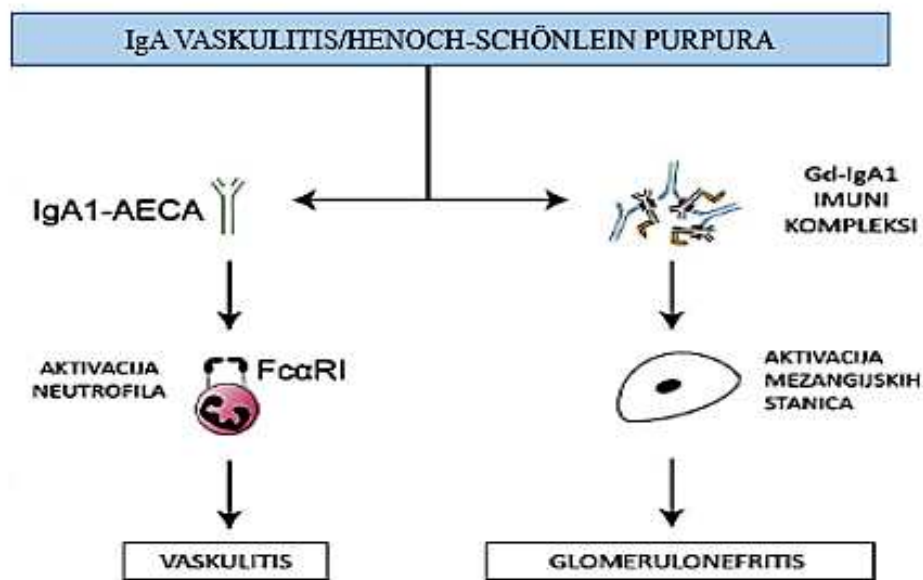 IgA VASKULITIS/HENOCH-SCHÖNLEIN PURPURA
IgA1-AECA
Gd-IgA1
IMUNI
KOMPLEKSI
AKTIVACIJA
NEUTROFILA
FcαRI
AKTIVACIJA
MEZANGIJSKIH
STANICA
VASKULITIS
GLOMERULONEFRITIS